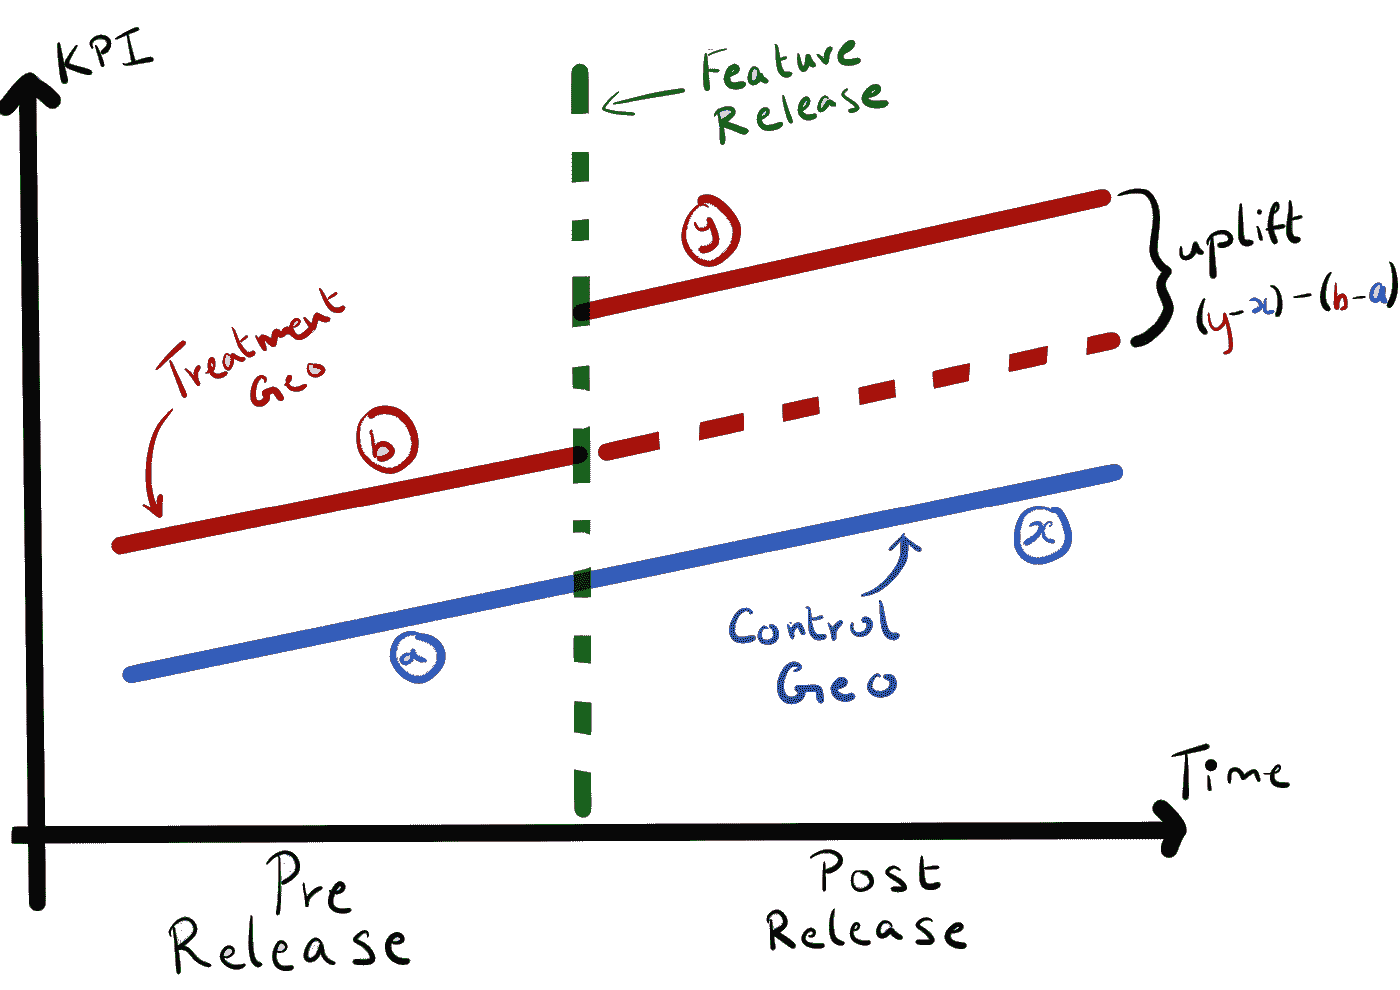 KPI
Feature
Release
y
uplift
(y-x) - (b-a)
Treatment
Geo
b
x
a
Control
Geo
Time
Pre
Release
Post
Release